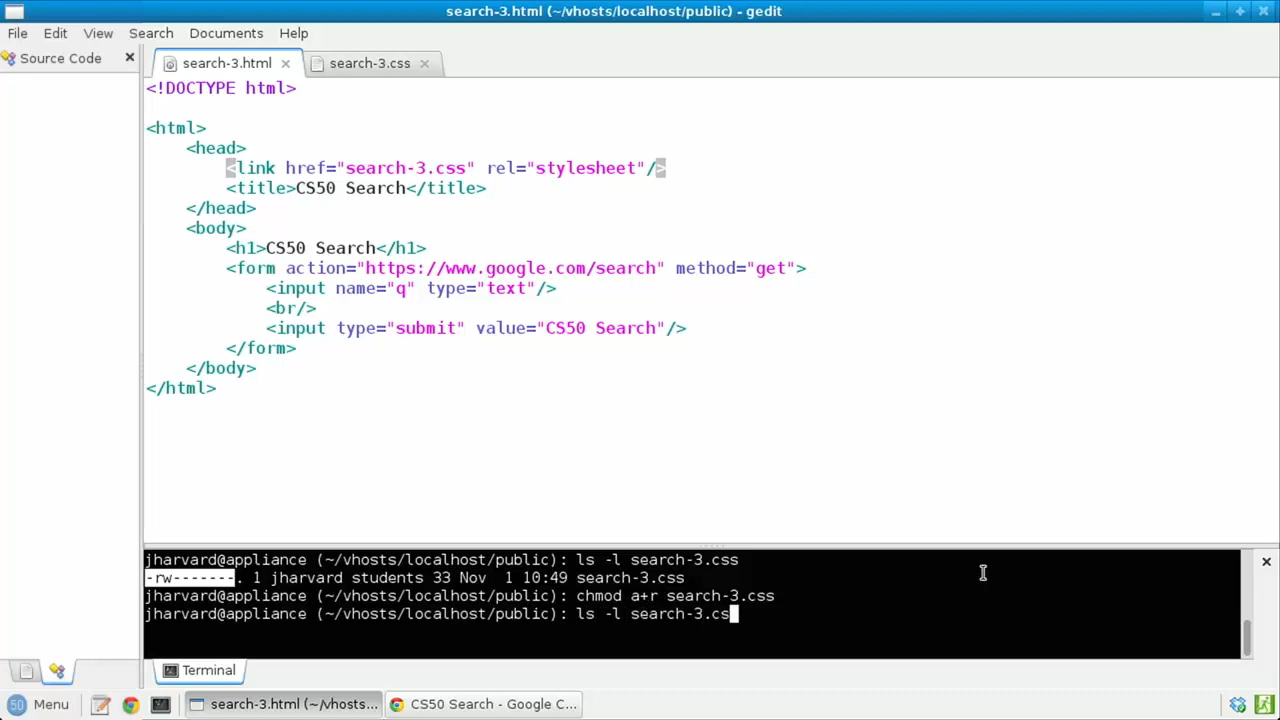 search-3.html (~/vhosts/localhost/public) - gedit
File Edit View Search Documents Help
Source Code
search-3.html search-3.css
<!DOCTYPE html>
<html>
<head>
<link href="search-3.css" rel="stylesheet"/>
<title>CS50 Search</title>
</head>
<body>
<h1>CS50 Search</h1>
<form action="https://www.google.com/search" method="get">
<input name="q" type="text"/>
<br/>
<input type="submit" value="CS50 Search"/>
</form>
</body>
</html>
jharvard@appliance (~/vhosts/localhost/public): ls -l search-3.css
-rw-------. 1 jharvard students 33 Nov  1 10:49 search-3.css
jharvard@appliance (~/vhosts/localhost/public): chmod a+r search-3.css
jharvard@appliance (~/vhosts/localhost/public): ls -l search-3.cs
Terminal
50 Menu search-3.html (~/vhosts... CS50 Search - Google C...